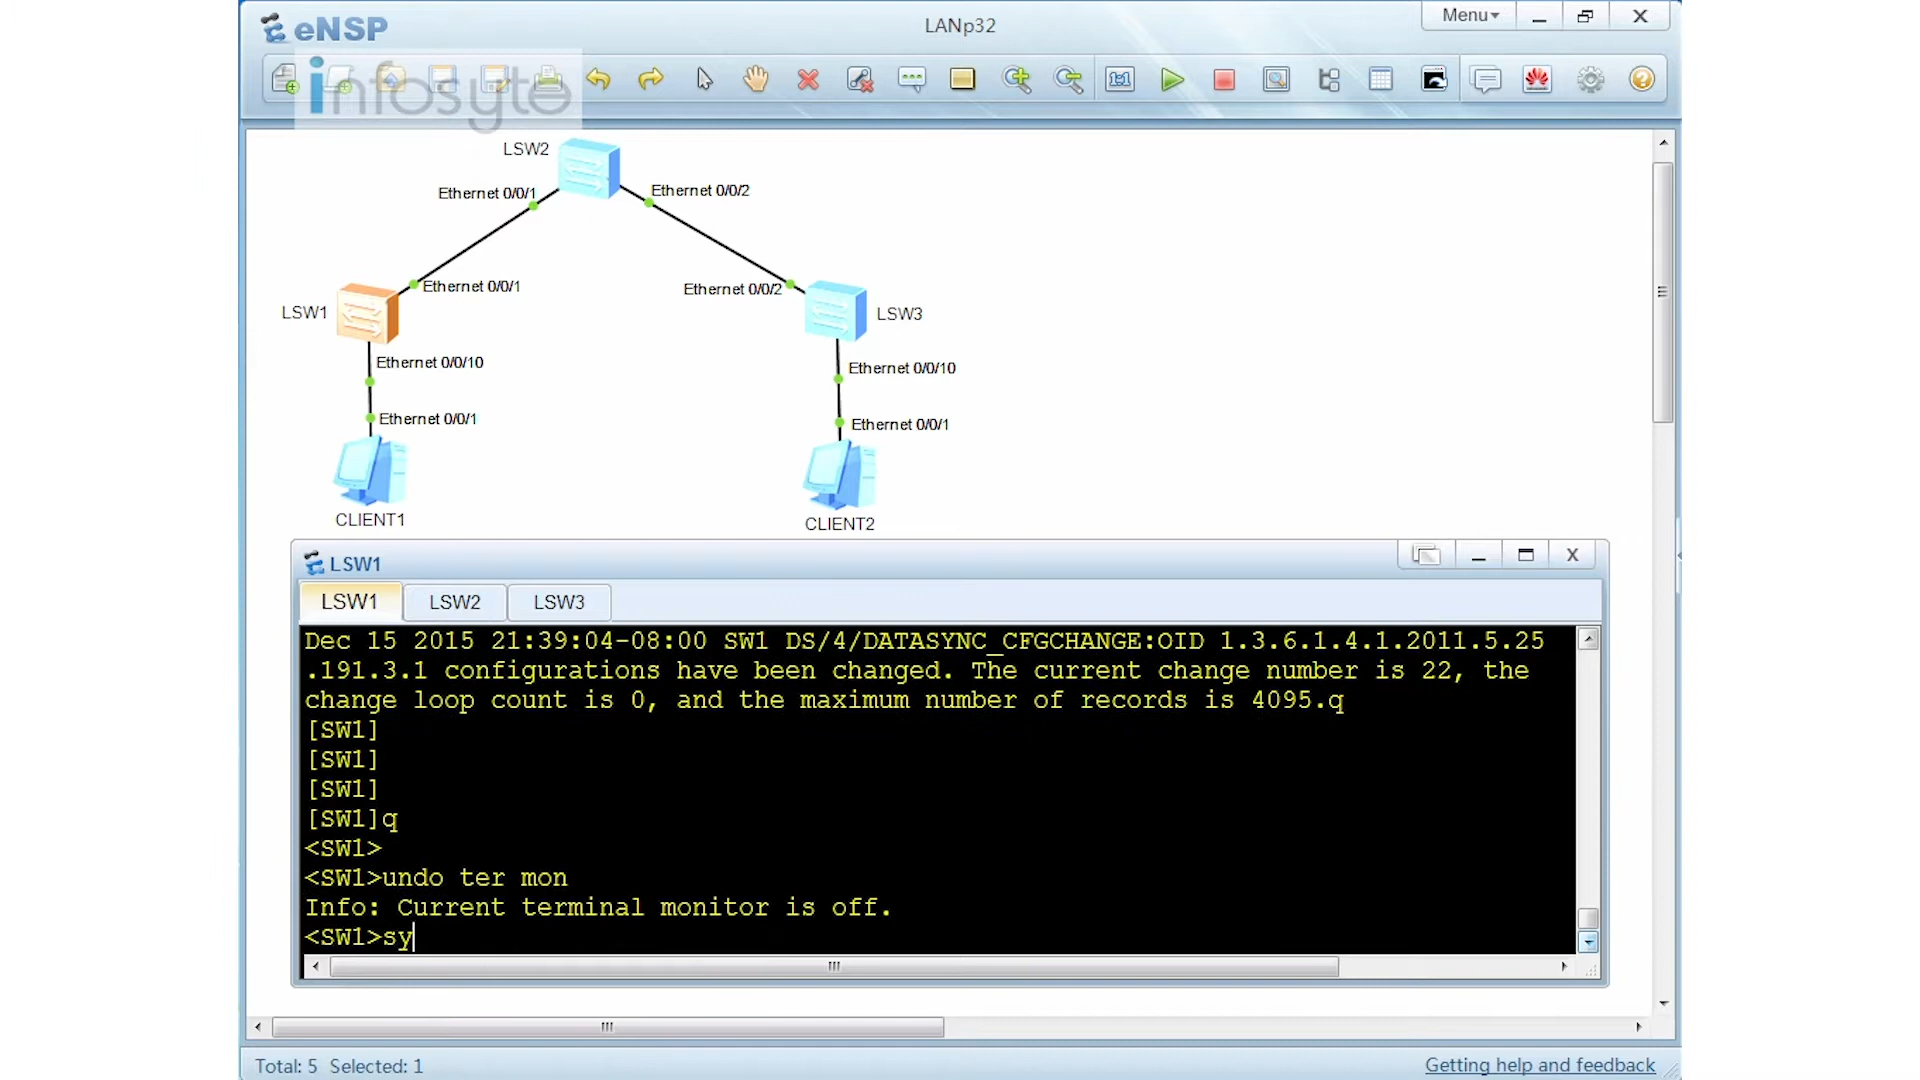 eNSP
LANp32
Menu
infosyte
1:1
LSW2
Ethernet 0/0/1
Ethernet 0/0/2
Ethernet 0/0/1
Ethernet 0/0/2
LSW1
LSW3
Ethernet 0/0/10
Ethernet 0/0/10
Ethernet 0/0/1
Ethernet 0/0/1
CLIENT1
CLIENT2
LSW1
LSW1
LSW2
LSW3
Dec 15 2015 21:39:04-08:00 SW1 DS/4/DATASYNC_CFGCHANGE:OID 1.3.6.1.4.1.2011.5.25
.191.3.1 configurations have been changed. The current change number is 22, the
change loop count is 0, and the maximum number of records is 4095.q
[SW1]
[SW1]
[SW1]
[SW1]q
<SW1>
<SW1>undo ter mon
Info: Current terminal monitor is off.
<SW1>sy
Total: 5 Selected: 1
Getting help and feedback